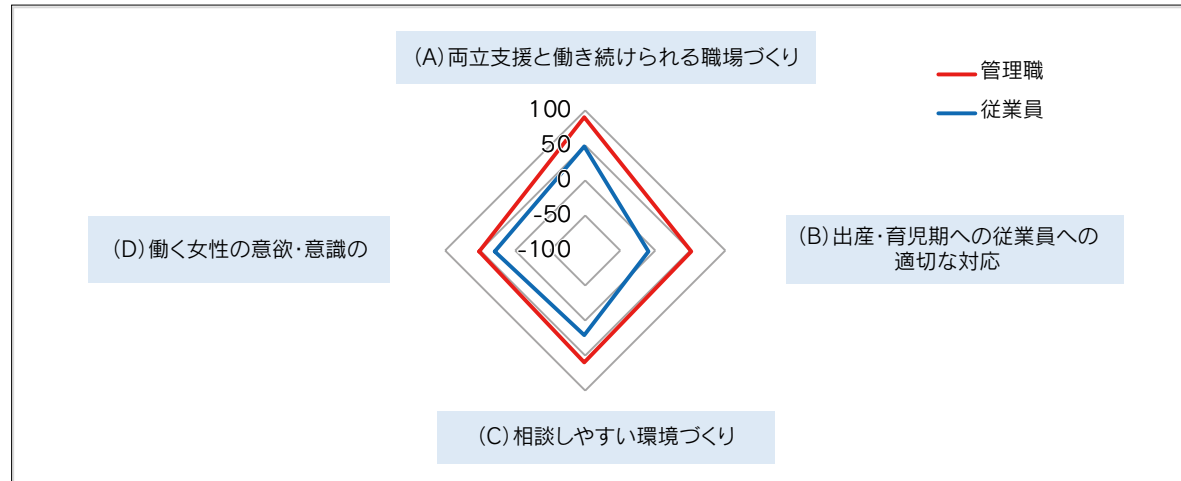 (A)両立支援と働き続けられる職場づくり
管理職
従業員
100
50
0
-50
-100
(D)働く女性の意欲・意識の
(B)出産・育児期への従業員への
適切な対応
(C)相談しやすい環境づくり